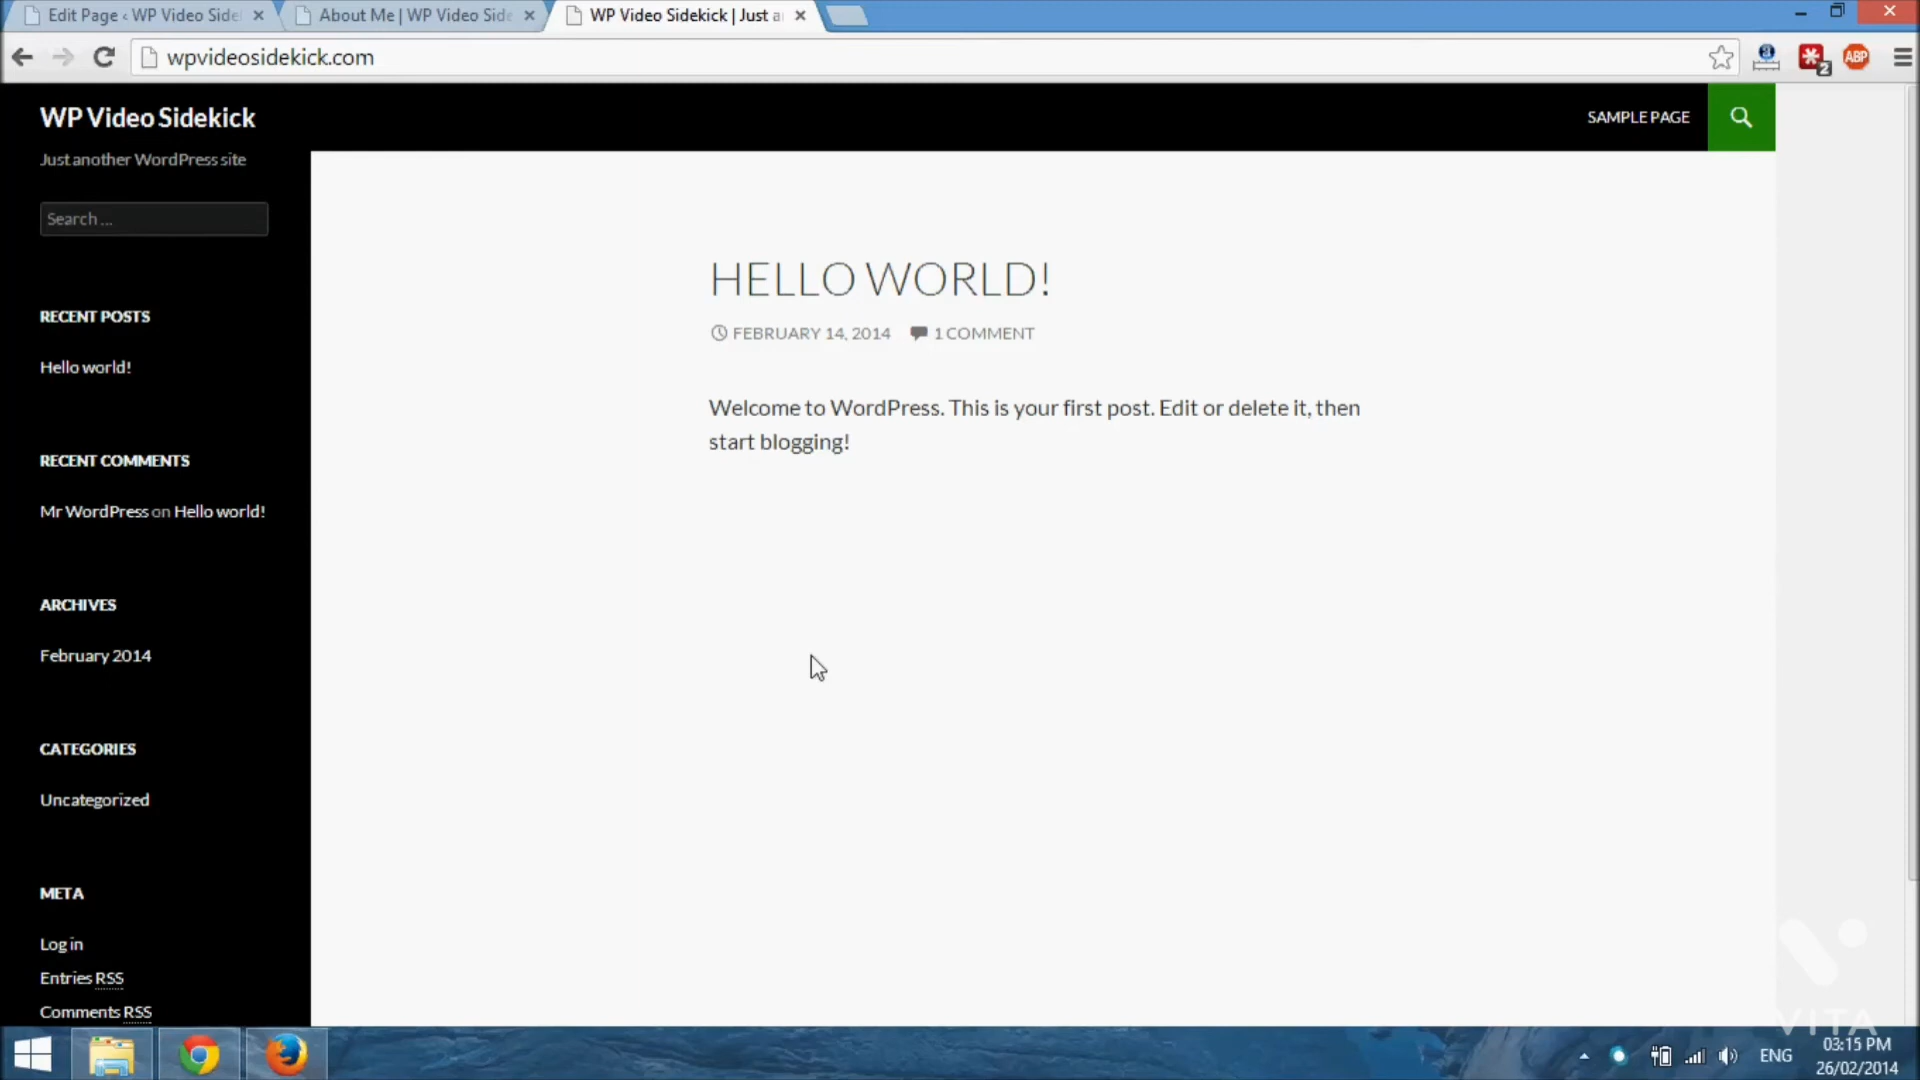 Edit Page ‹ WP Video Side
About Me | WP Video Side
WP Video Sidekick | Just a
wpvideosidekick.com
2
ABP
WP Video Sidekick
SAMPLE PAGE
Just another WordPress site
Search ...
HELLO WORLD!
FEBRUARY 14, 2014 1 COMMENT
Welcome to WordPress. This is your first post. Edit or delete it, then
start blogging!
RECENT POSTS
Hello world!
RECENT COMMENTS
Mr WordPress on Hello world!
ARCHIVES
February 2014
CATEGORIES
Uncategorized
META
Log in
Entries RSS
Comments RSS
VITA
ENG
03:15 PM
26/02/2014